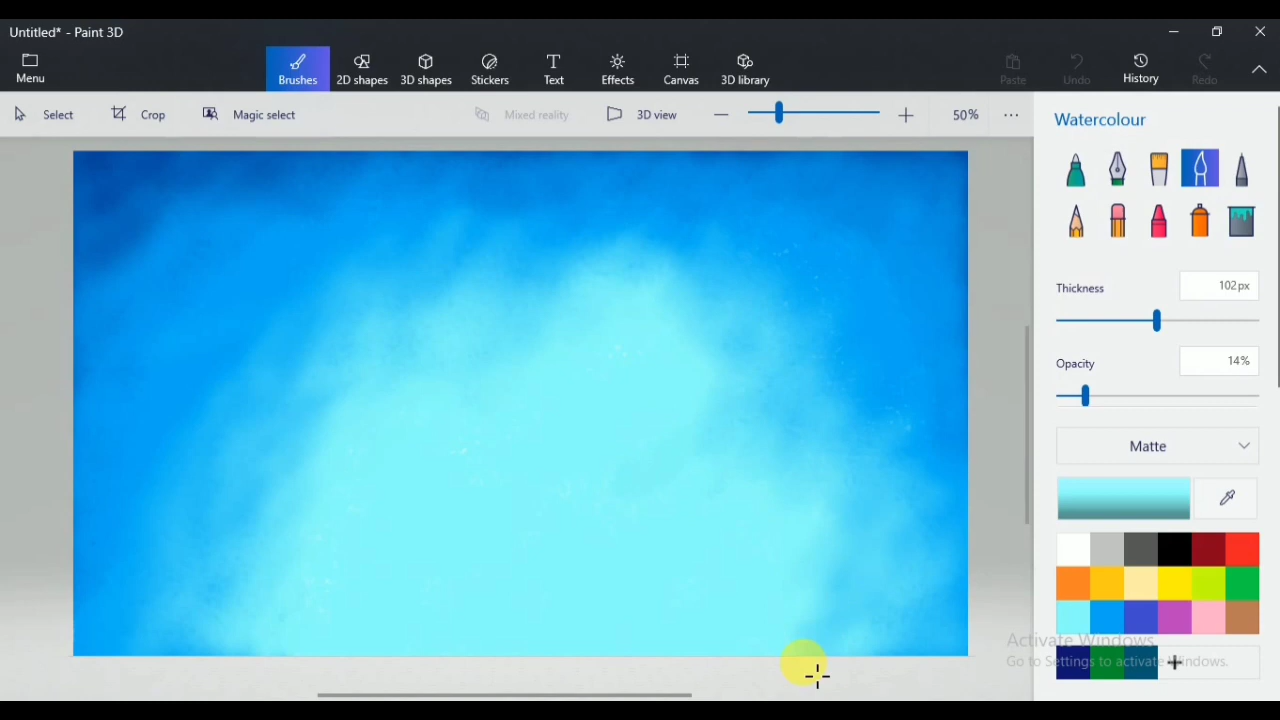 Untitled* - Paint 3D
Menu
Brushes
2D shapes
3D shapes
Stickers
Text
Effects
Canvas
3D library
Paste
Undo
History
Redo
Select
Crop
Magic select
Mixed reality
3D view
50%
Watercolour
Thickness
102px
Opacity
14%
Matte
Activate Windows
Go to Settings to activate Windows.